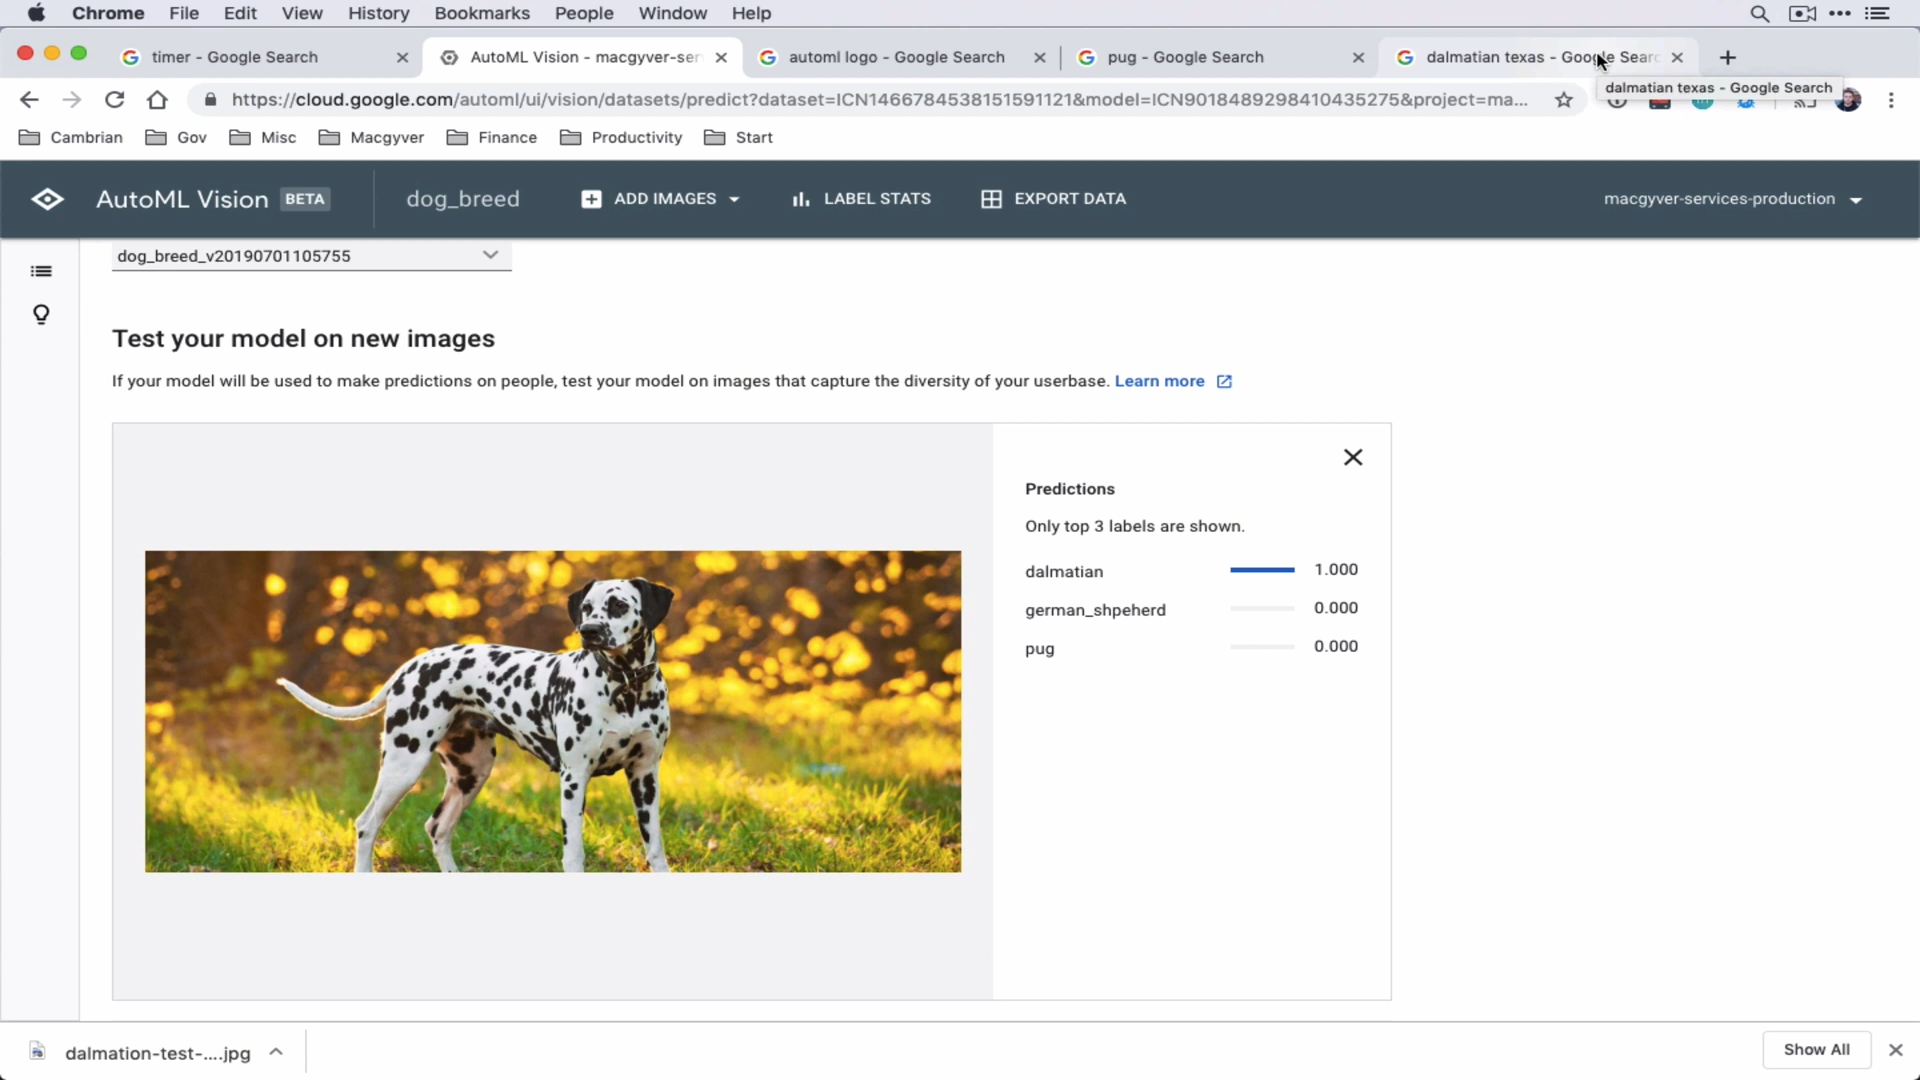 Chrome File Edit View History Bookmarks People Window Help
timer - Google Search
AutoML Vision - macgyver-ser
automl logo - Google Search
pug - Google Search
dalmatian texas - Google Sear
https://cloud.google.com/automl/ui/vision/datasets/predict?dataset=ICN1466784538151591121&model=ICN9018489298410435275&project=ma...
dalmatian texas - Google Search
Cambrian Gov Misc Macgyver Finance Productivity Start
AutoML Vision BETA dog_breed ADD IMAGES LABEL STATS EXPORT DATA macgyver-services-production
dog_breed_v20190701105755
Test your model on new images
If your model will be used to make predictions on people, test your model on images that capture the diversity of your userbase. Learn more
Predictions
Only top 3 labels are shown.
dalmatian 1.000
german_shpeherd 0.000
pug 0.000
dalmation-test-....jpg
Show All